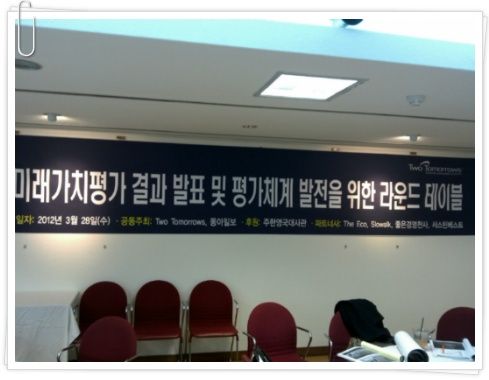 Two Tomorrows
미래가치평가 결과 발표 및 평가체계 발전을 위한 라운드 테이블
일자: 2012년 3월 28일(수) · 공동주최: Two Tomorrows, 동아일보 · 후원: 주한영국대사관 · 파트너사: The Eco, Slowalk, 좋은경영천사, 서스틴베스트